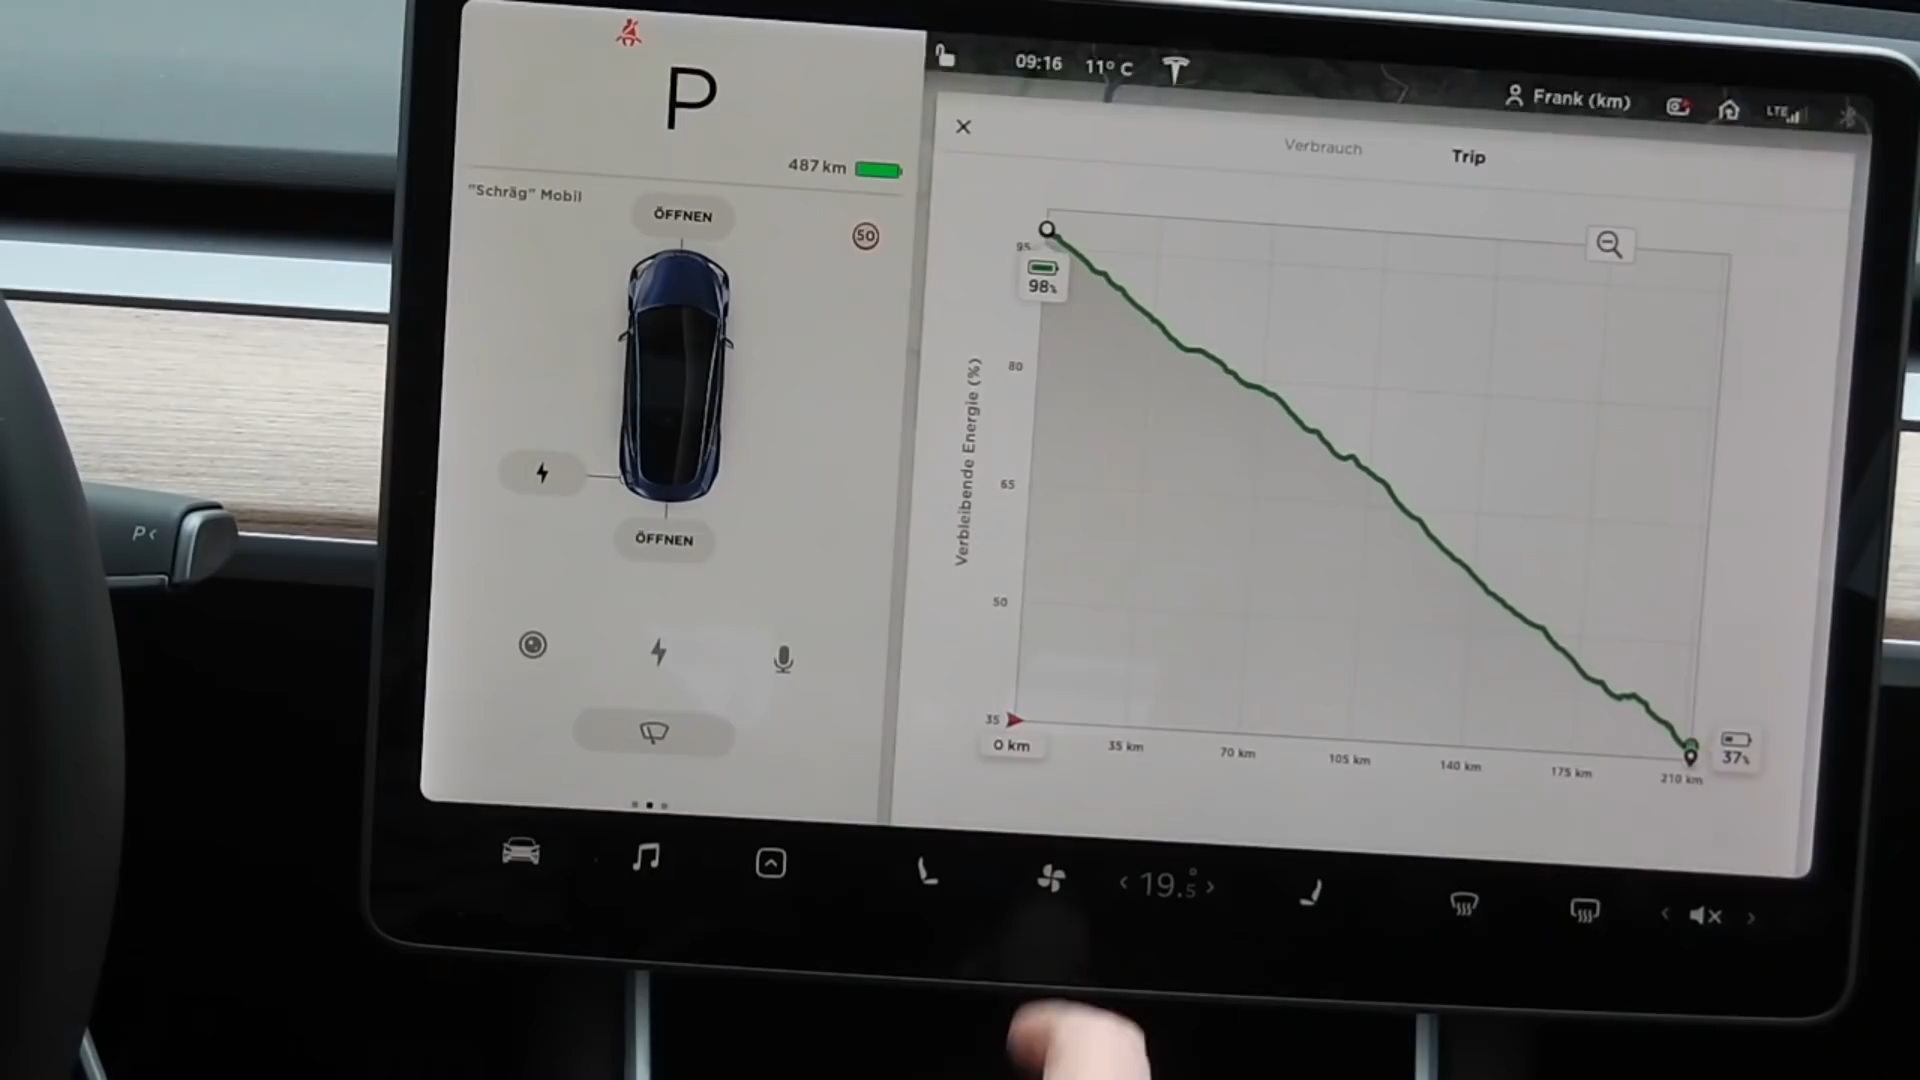 P
487 km
"Schräg" Mobil
ÖFFNEN
50
ÖFFNEN
09:16 11° C
Frank (km)
LTE
Verbrauch Trip
Verbleibende Energie (%)
95
80
65
50
35
98%
37%
0 km 35 km 70 km 105 km 140 km 175 km 210 km
P<
< 19.5° >
< >